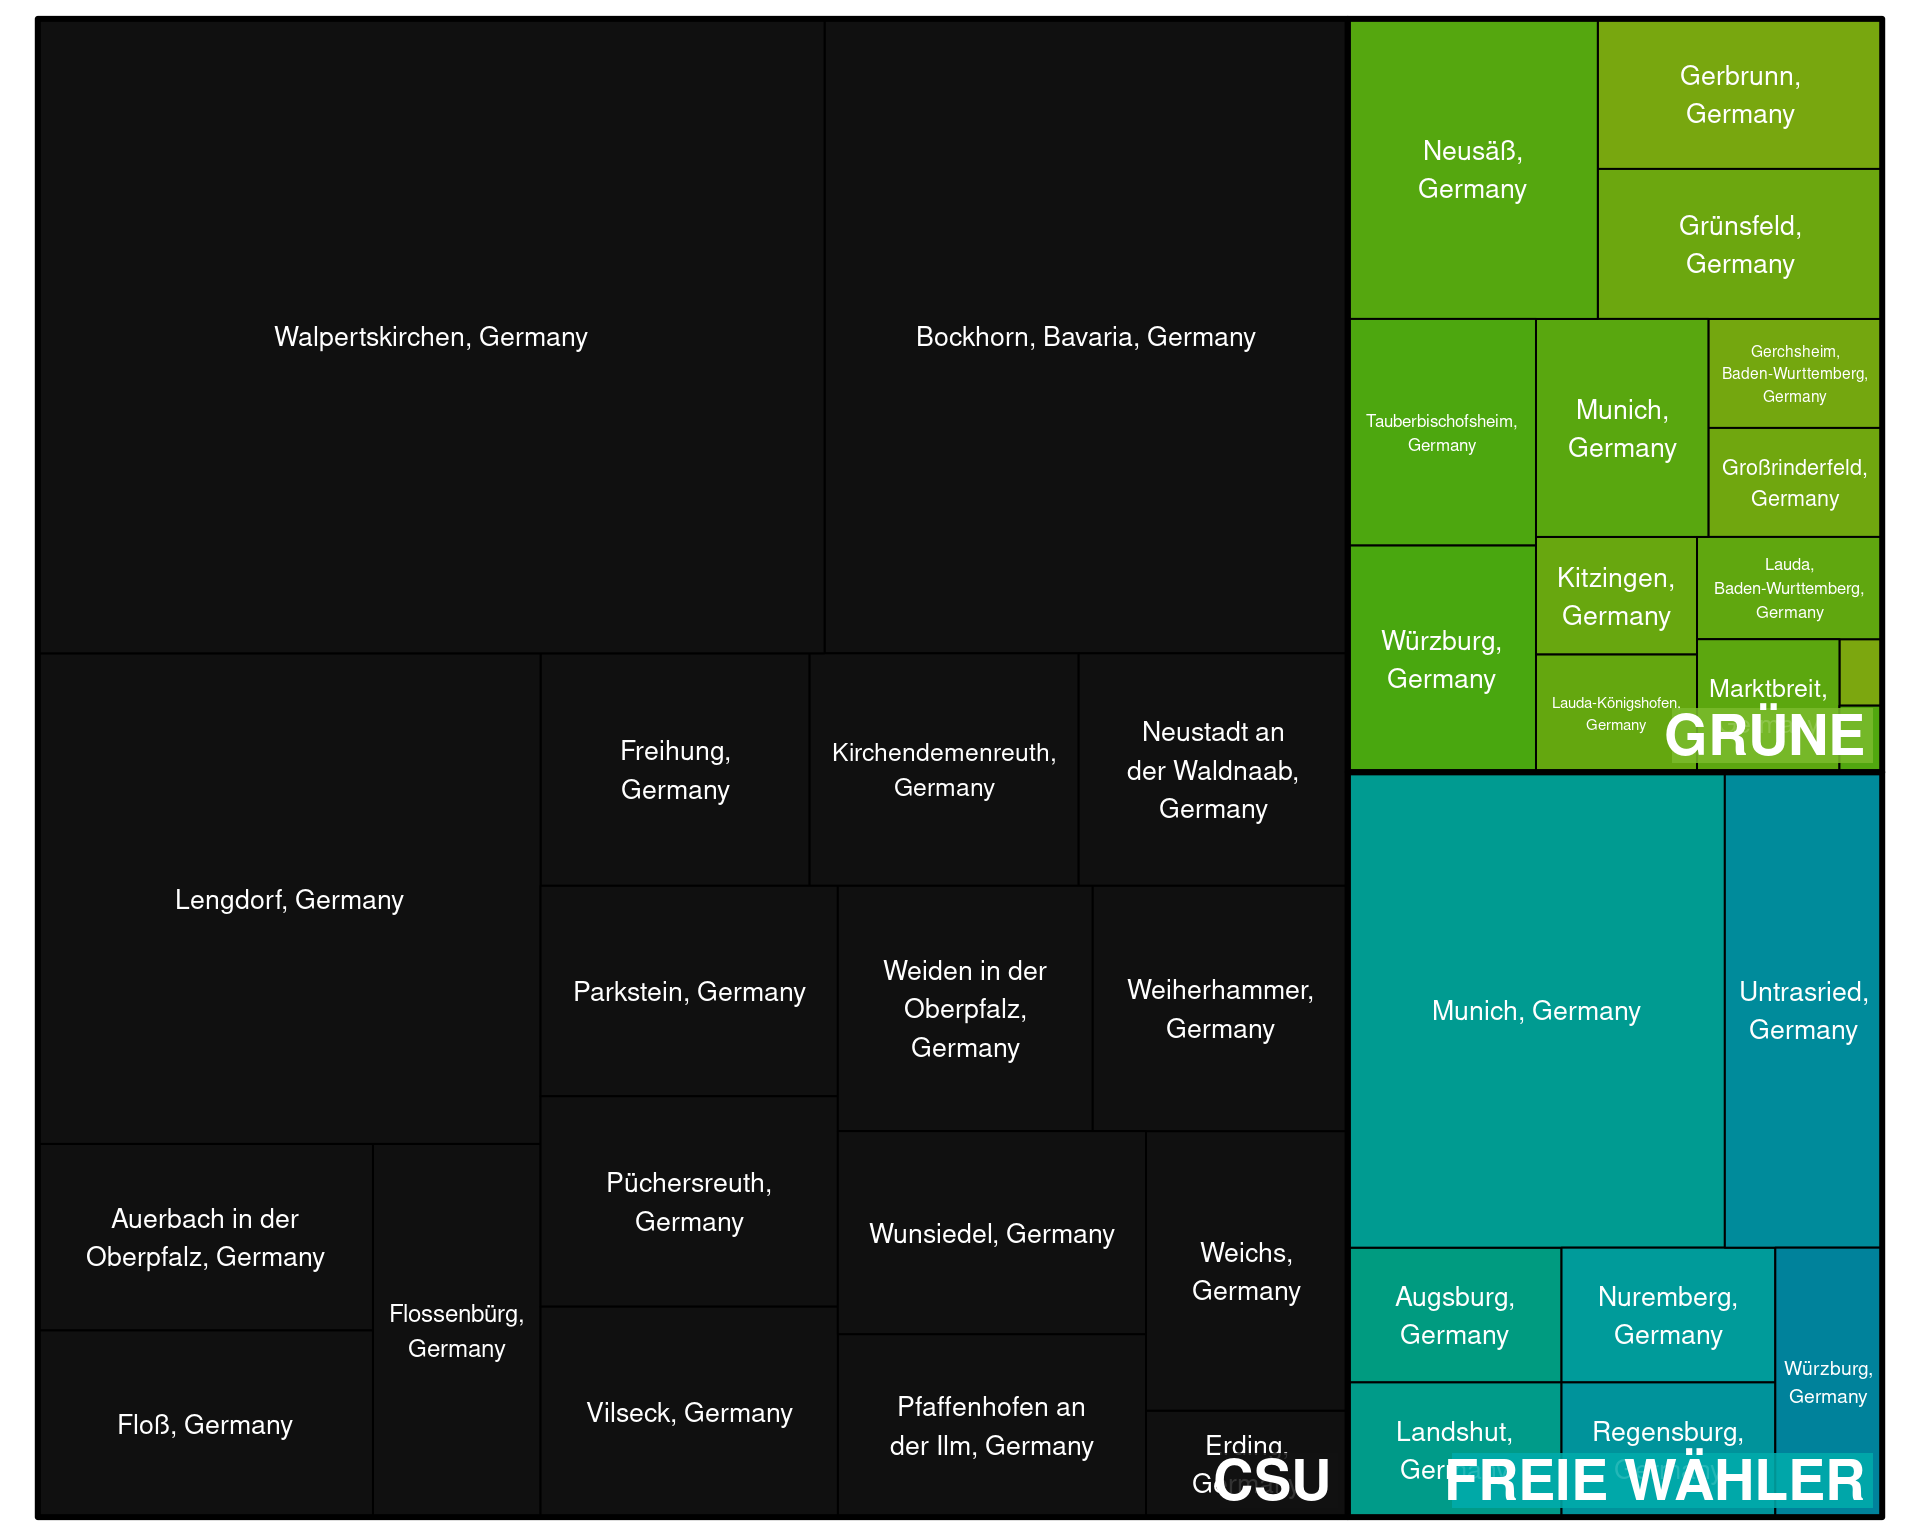 Walpertskirchen, Germany
Bockhorn, Bavaria, Germany
Lengdorf, Germany
Freihung,
Germany
Kirchendemenreuth,
Germany
Neustadt an
der Waldnaab,
Germany
Parkstein, Germany
Weiden in der
Oberpfalz,
Germany
Weiherhammer,
Germany
Auerbach in der
Oberpfalz, Germany
Flossenbürg,
Germany
Floß, Germany
Püchersreuth,
Germany
Vilseck, Germany
Wunsiedel, Germany
Weichs,
Germany
Pfaffenhofen an
der Ilm, Germany
Erding,
Germany
CSU
Neusäß,
Germany
Gerbrunn,
Germany
Grünsfeld,
Germany
Tauberbischofsheim,
Germany
Munich,
Germany
Gerchsheim,
Baden-Wurttemberg,
Germany
Großrinderfeld,
Germany
Würzburg,
Germany
Kitzingen,
Germany
Lauda,
Baden-Wurttemberg,
Germany
Lauda-Königshofen,
Germany
Marktbreit,
GRÜNE
Munich, Germany
Untrasried,
Germany
Augsburg,
Germany
Nuremberg,
Germany
Würzburg,
Germany
Landshut,
Germany
Regensburg,
Germany
FREIE WÄHLER